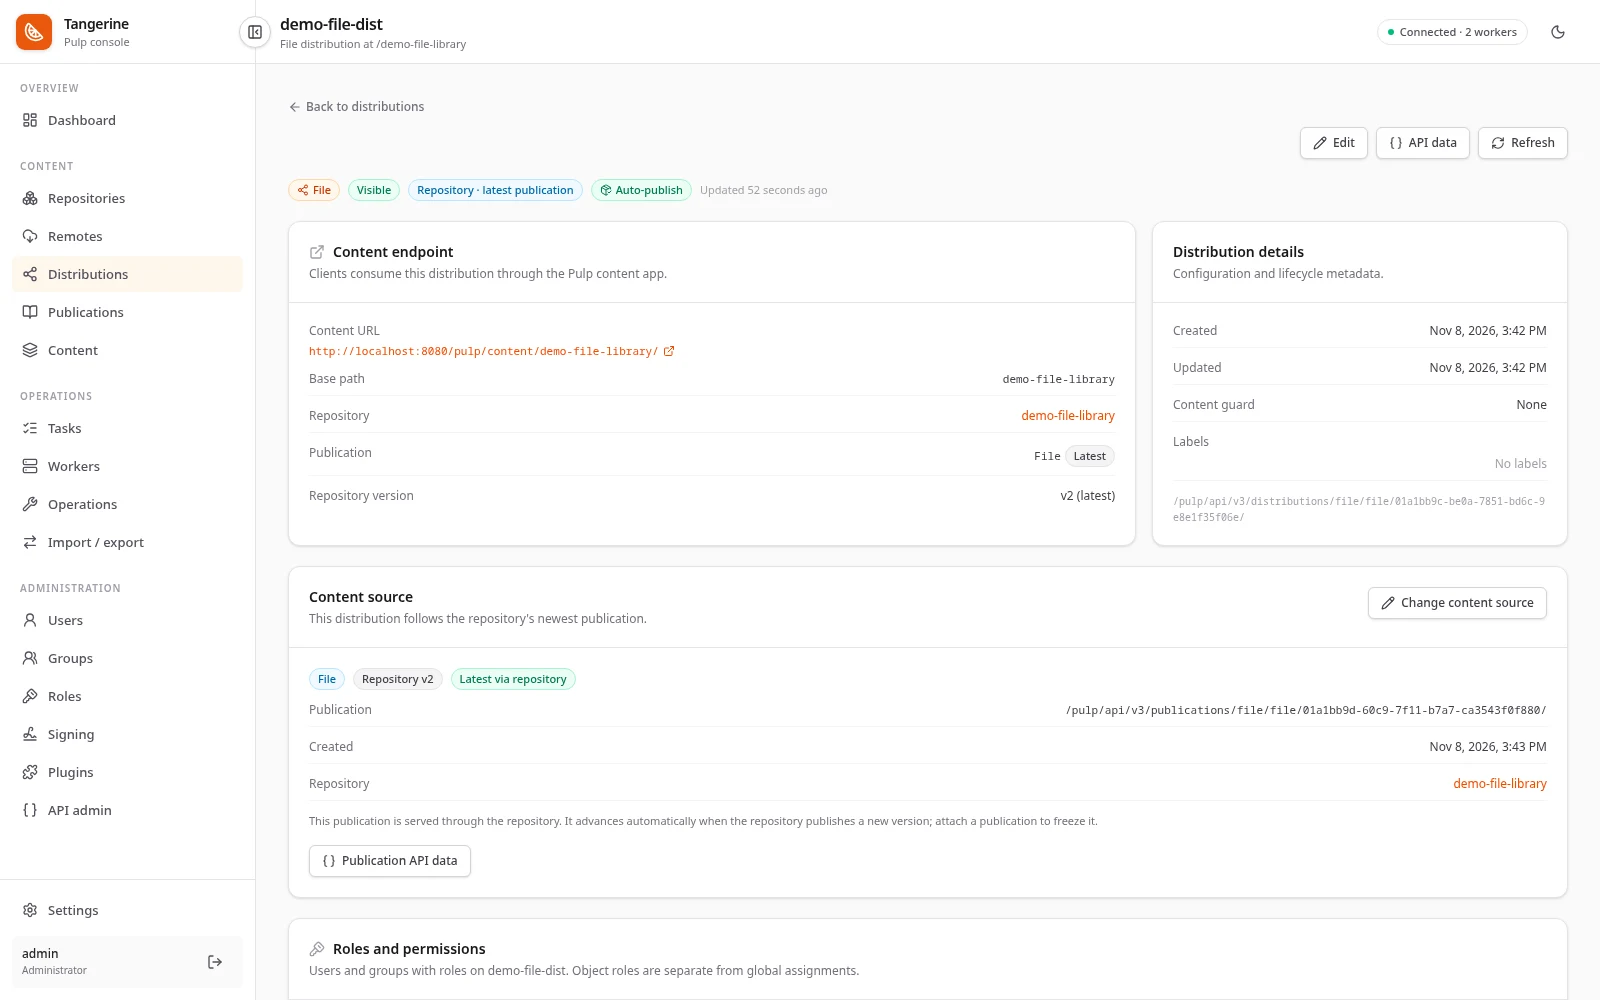 Tangerine
Pulp console
OVERVIEW
Dashboard
CONTENT
Repositories
Remotes
Distributions
Publications
Content
OPERATIONS
Tasks
Workers
Operations
Import / export
ADMINISTRATION
Users
Groups
Roles
Signing
Plugins
API admin
Settings
admin
Administrator
demo-file-dist
File distribution at /demo-file-library
Connected · 2 workers
Back to distributions
Edit
{ } API data
Refresh
File
Visible
Repository · latest publication
Auto-publish
Updated 52 seconds ago
Content endpoint
Clients consume this distribution through the Pulp content app.
Content URL
http://localhost:8080/pulp/content/demo-file-library/
Base path demo-file-library
Repository demo-file-library
Publication File Latest
Repository version v2 (latest)
Distribution details
Configuration and lifecycle metadata.
Created Nov 8, 2026, 3:42 PM
Updated Nov 8, 2026, 3:42 PM
Content guard None
Labels
No labels
/pulp/api/v3/distributions/file/file/01a1bb9c-be0a-7851-bd6c-9
e8e1f35f06e/
Content source
This distribution follows the repository's newest publication.
Change content source
File Repository v2 Latest via repository
Publication /pulp/api/v3/publications/file/file/01a1bb9d-60c9-7f11-b7a7-ca3543f0f880/
Created Nov 8, 2026, 3:43 PM
Repository demo-file-library
This publication is served through the repository. It advances automatically when the repository publishes a new version; attach a publication to freeze it.
{ } Publication API data
Roles and permissions
Users and groups with roles on demo-file-dist. Object roles are separate from global assignments.